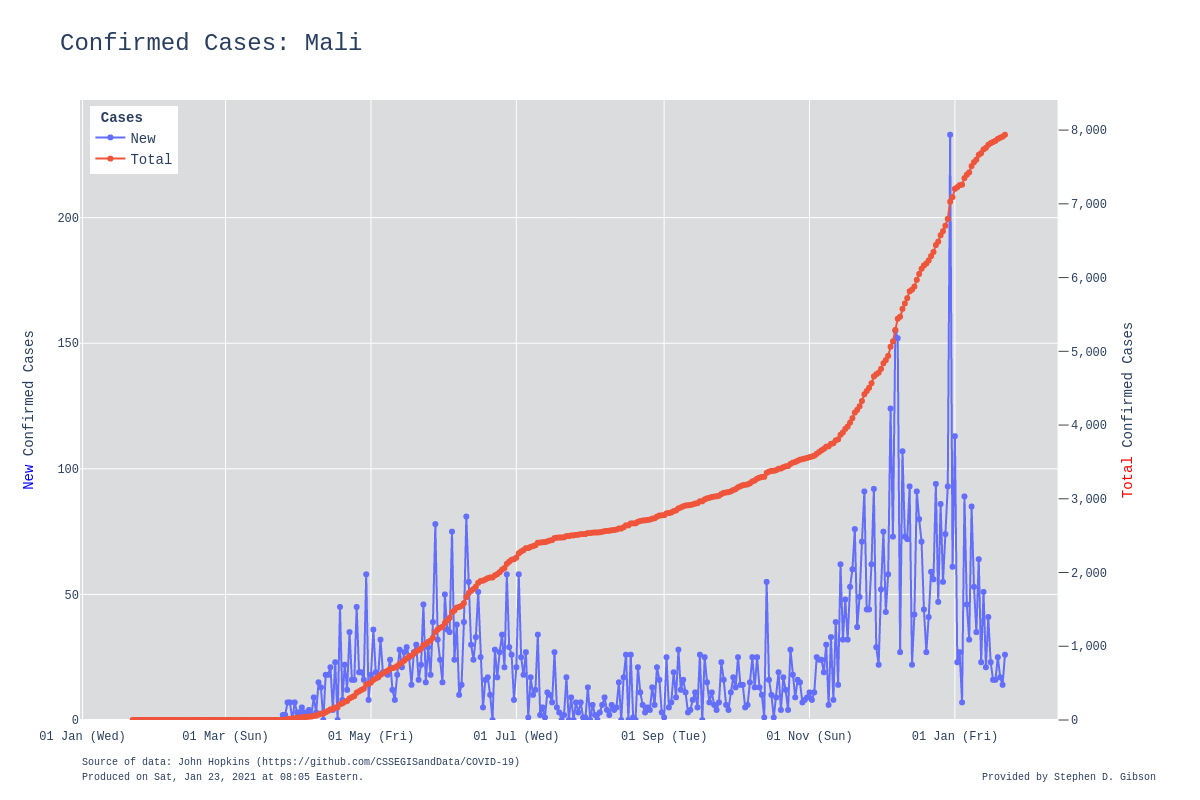 Confirmed Cases: Mali
Cases
New
Total
200
150
100
50
0
8,000
7,000
6,000
5,000
4,000
3,000
2,000
1,000
0
New Confirmed Cases
Total Confirmed Cases
01 Jan (Wed)
01 Mar (Sun)
01 May (Fri)
01 Jul (Wed)
01 Sep (Tue)
01 Nov (Sun)
01 Jan (Fri)
Source of data: John Hopkins (https://github.com/CSSEGISandData/COVID-19)
Produced on Sat, Jan 23, 2021 at 08:05 Eastern.
Provided by Stephen D. Gibson